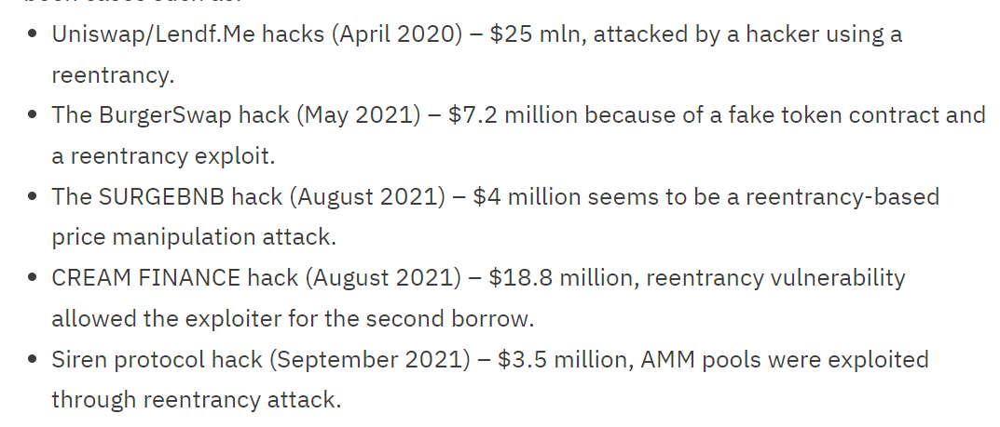 • Uniswap/Lendf.Me hacks (April 2020) – $25 mln, attacked by a hacker using a
reentrancy.
• The BurgerSwap hack (May 2021) – $7.2 million because of a fake token contract and
a reentrancy exploit.
• The SURGEBNB hack (August 2021) – $4 million seems to be a reentrancy-based
price manipulation attack.
• CREAM FINANCE hack (August 2021) – $18.8 million, reentrancy vulnerability
allowed the exploiter for the second borrow.
• Siren protocol hack (September 2021) – $3.5 million, AMM pools were exploited
through reentrancy attack.